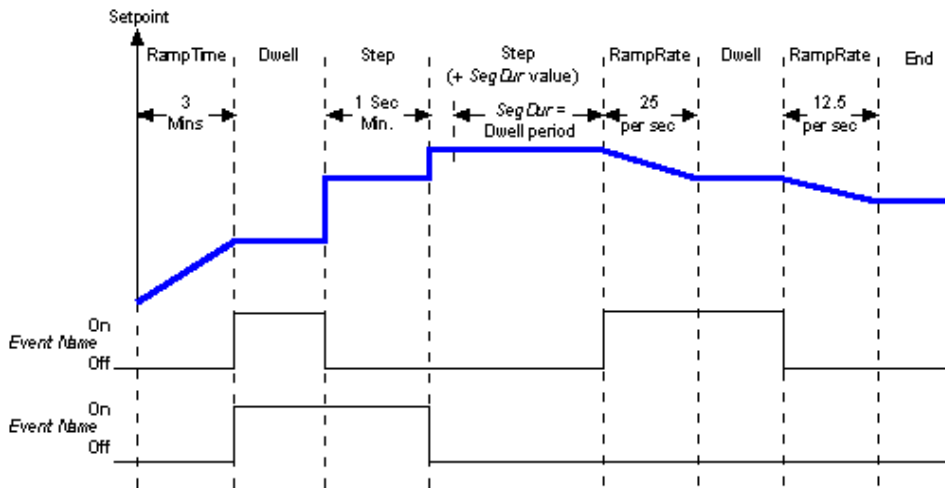 Setpoint
RampTime Dwell Step Step RampRate Dwell RampRate End
(+ SegDur value)
3 Mins
1 Sec Min.
SegDur = Dwell period
25 per sec
12.5 per sec
On
Event Name
Off
On
Event Name
Off